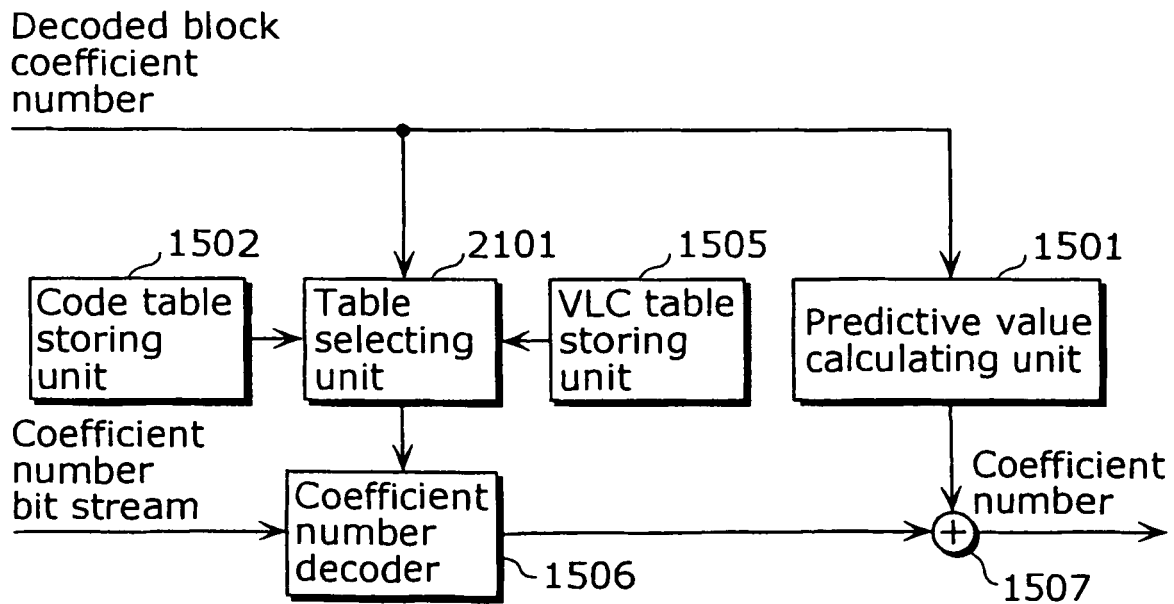 Decoded block
coefficient
number
1502
2101
1505
1501
Code table
storing
unit
Table
selecting
unit
VLC table
storing
unit
Predictive value
calculating unit
Coefficient
number
bit stream
Coefficient
number
decoder
1506
Coefficient
number
+
1507